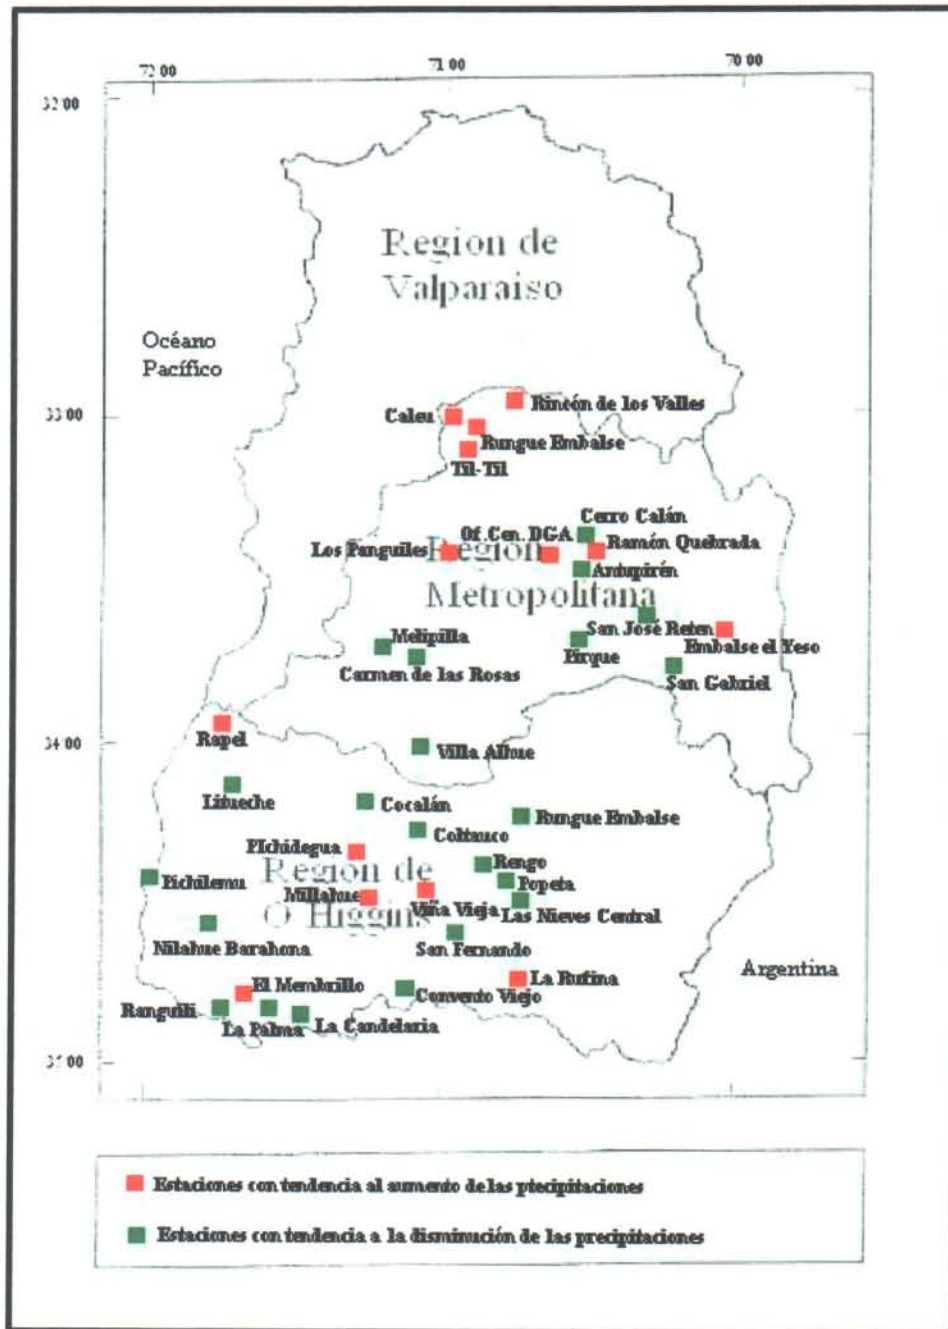 72 00
71 00
70 00
32 00
Region de
Valparaiso
Océano
Pacífico
33 00
Caleu
Rincón de los Valles
Rungue Embalse
Til-Til
Cerro Calán
Of. Cen. DGA
Los Panguiles
Region
Ramón Quebrada
Antupirén
Metropolitana
San José Reten
Melipilla
Embalse el Yeso
Pirque
Carmen de las Rosas
San Gabriel
34 00
Rapel
Villa Alhue
Litueche
Cocalán
Rungue Embalse
Coltauco
PIchidegua
Region de
Rengo
Pichilemu
Popeta
Millahue
Viña Vieja
Las Nieves Central
O Higgins
Nilahue Barahona
San Fernando
Argentina
El Membrillo
La Rufina
Convento Viejo
Ranguili
La Palma
La Candelaria
35 00
Estaciones con tendencia al aumento de las ptecipitaciones
Estaciones con tendencia a la disminución de las precipitaciones